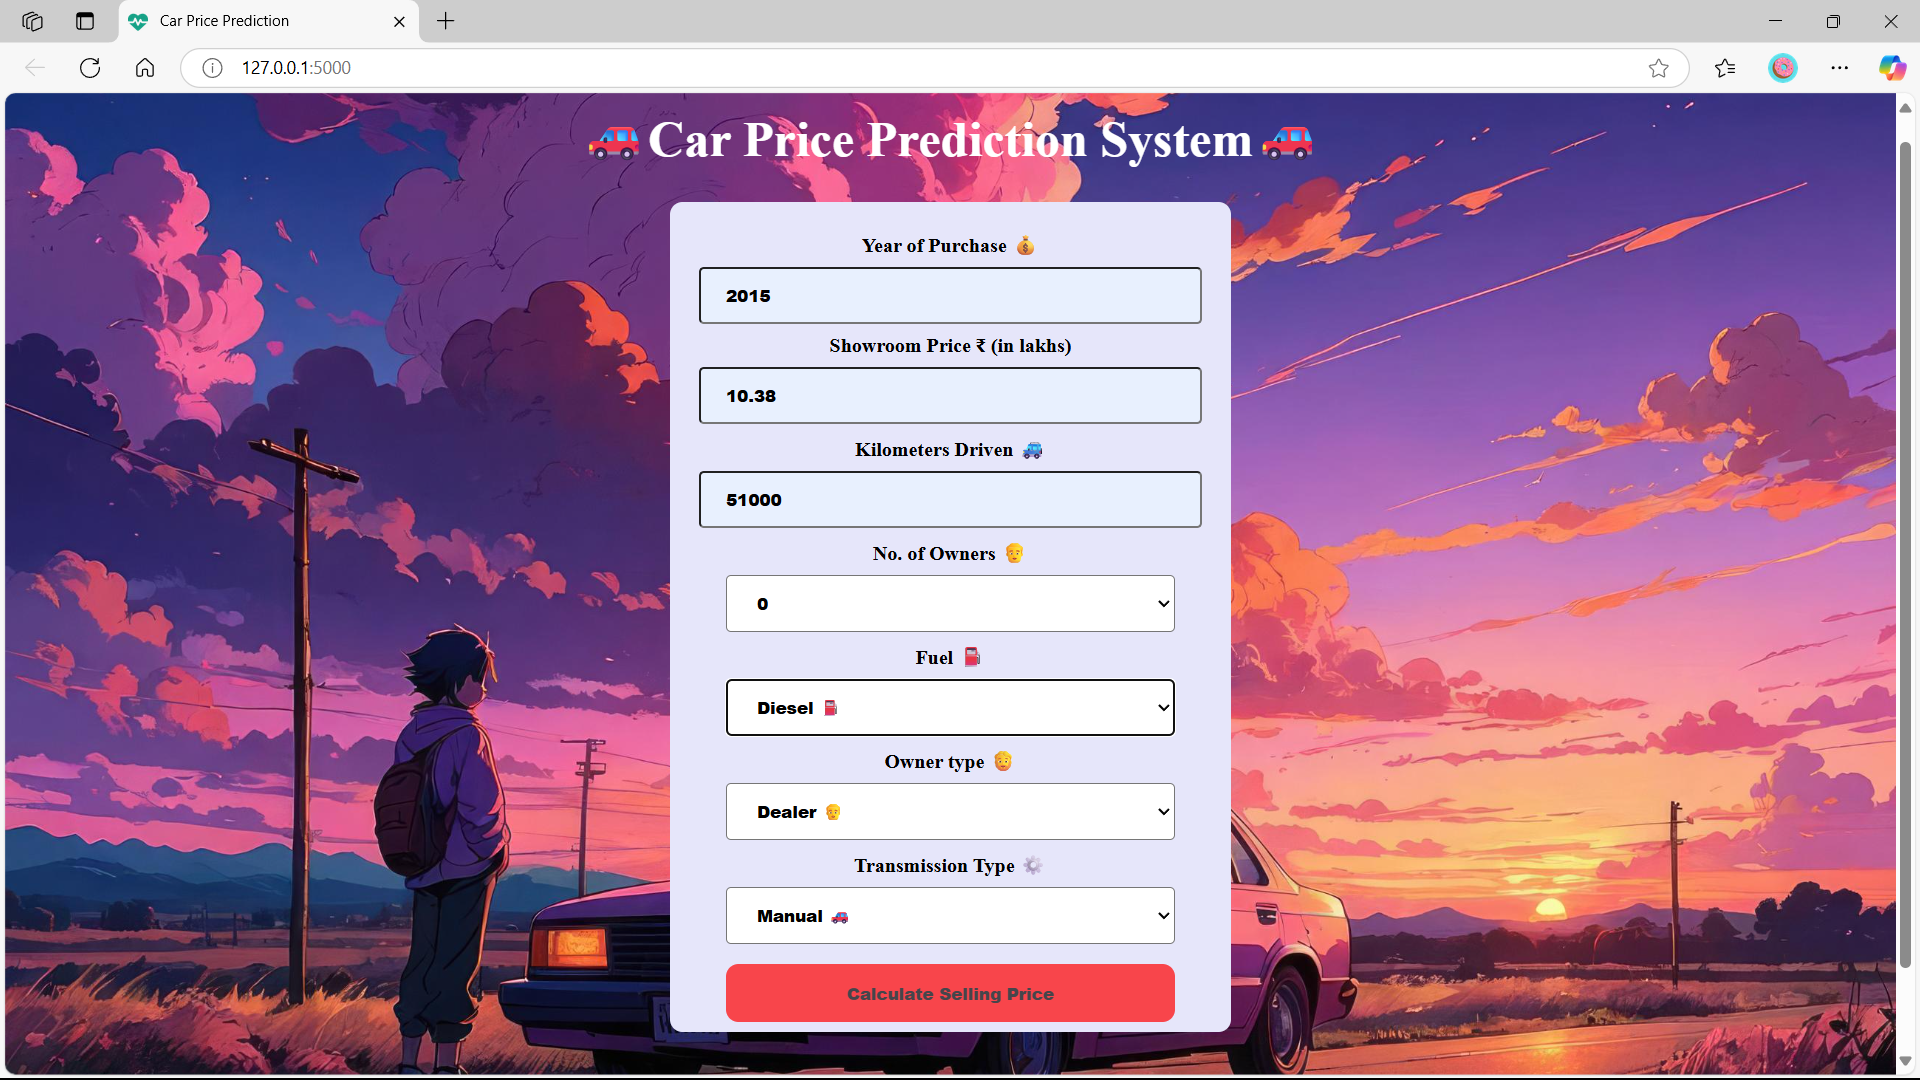 Car Price Prediction
127.0.0.1:5000
🚗 Car Price Prediction System 🚗
Year of Purchase 💰
2015
Showroom Price ₹ (in lakhs)
10.38
Kilometers Driven 🚙
51000
No. of Owners 👨
0
Fuel ⛽
Diesel ⛽
Owner type 👨
Dealer 👨
Transmission Type ⚙️
Manual 🚗
Calculate Selling Price